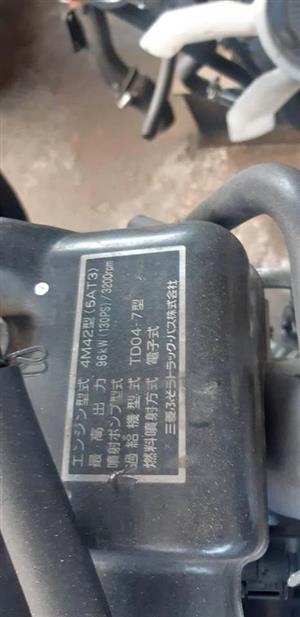 エンジン型式 4M42型(5AT3)
最高出力 96kW(130PS)/3200rpm
噴射ポンプ型式
過給機型式 TD04-7型
燃料噴射方式 電子式
三菱ふそうトラック・バス株式会社